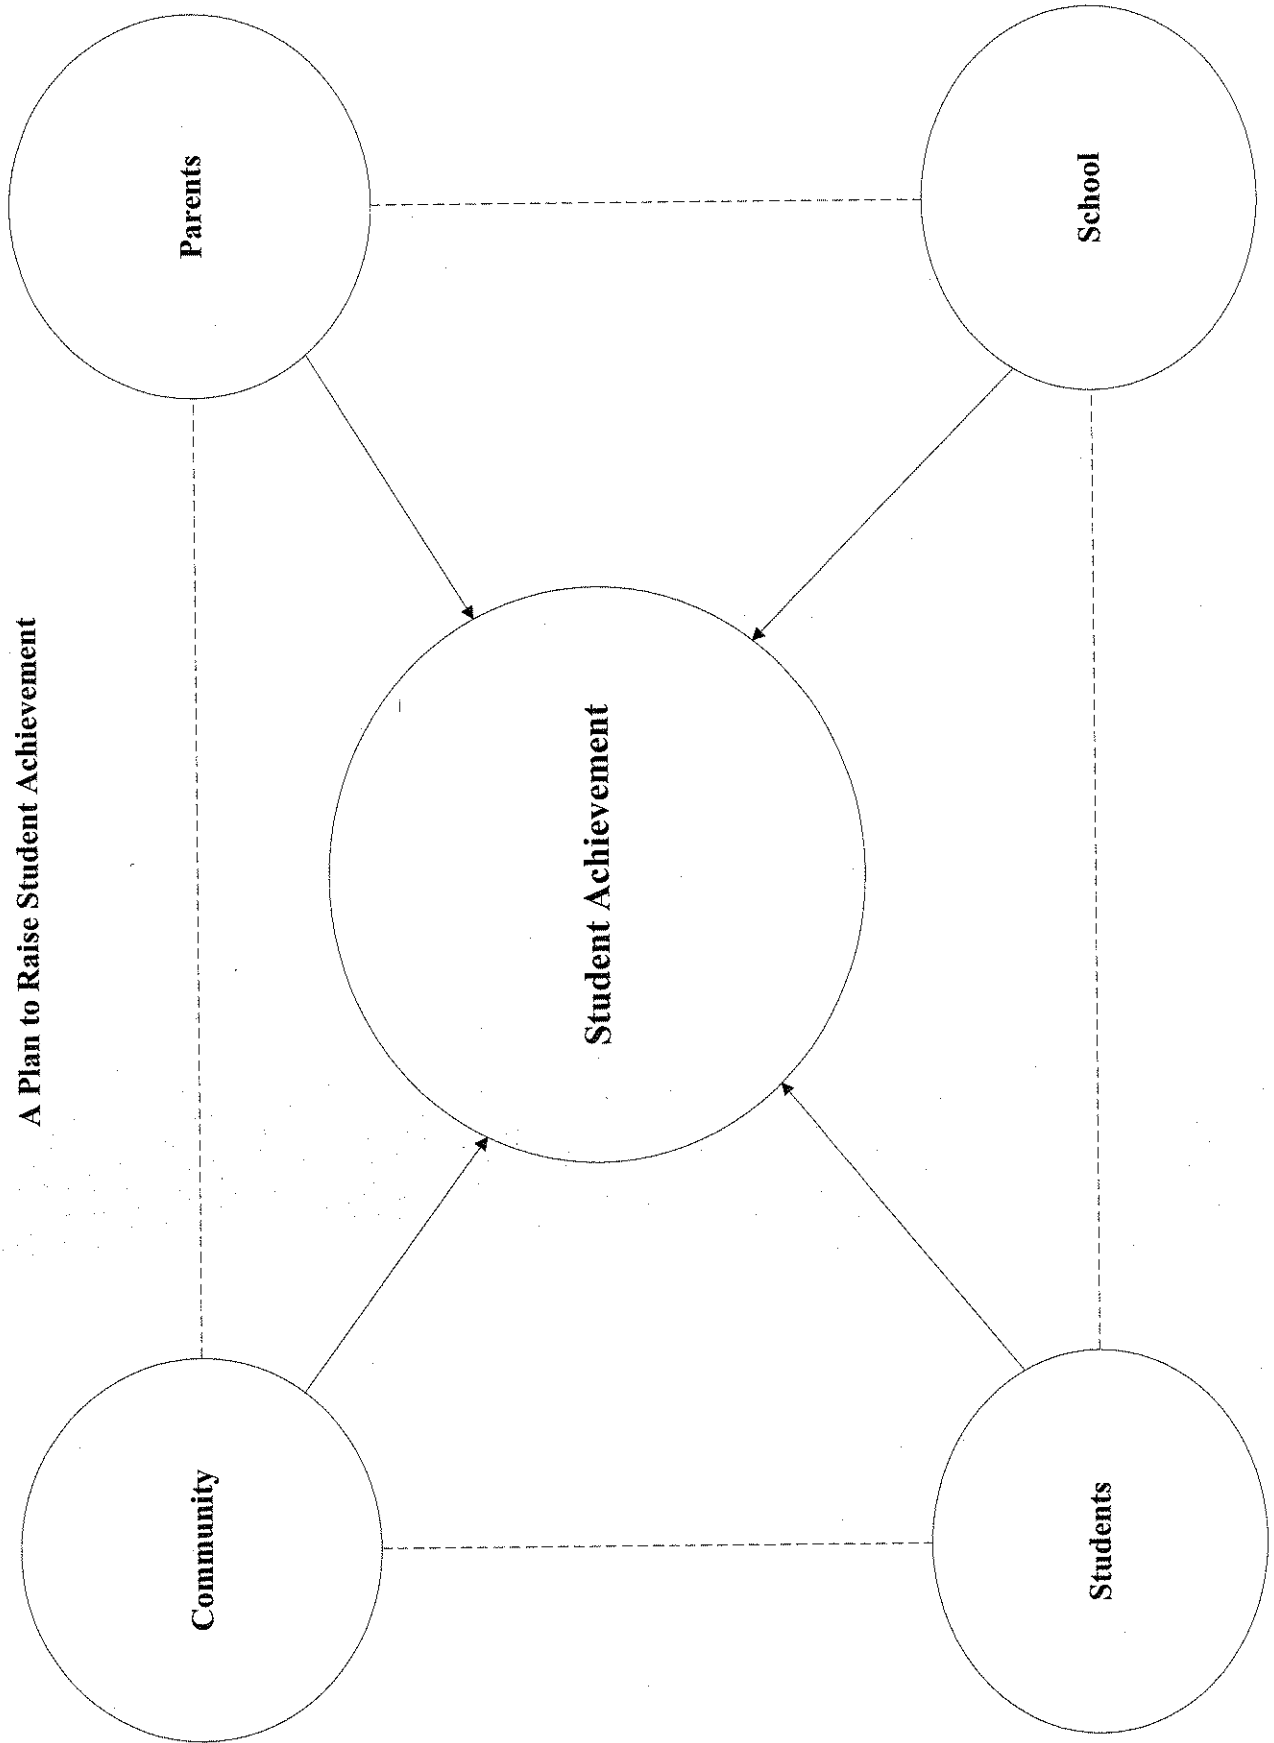 A Plan to Raise Student Achievement
Community
Parents
Student Achievement
Students
School